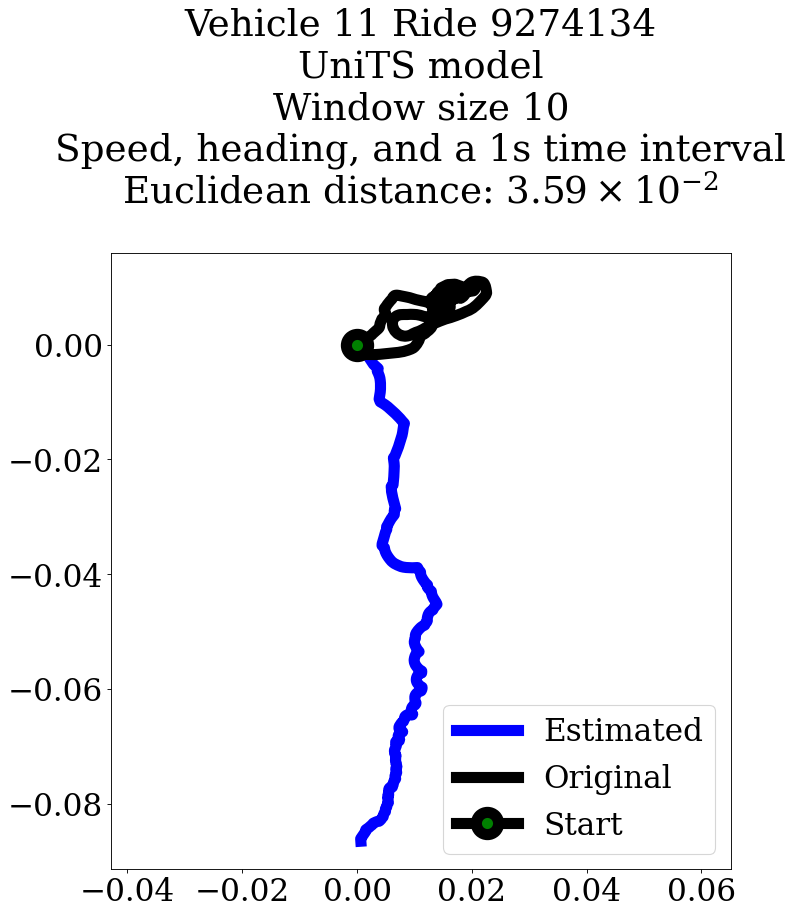 Vehicle 11 Ride 9274134
UniTS model
Window size 10
Speed, heading, and a 1s time interval
Euclidean distance: 3.59 × 10⁻²
0.00
−0.02
−0.04
−0.06
−0.08
Estimated
Original
Start
−0.04 −0.02 0.00 0.02 0.04 0.06